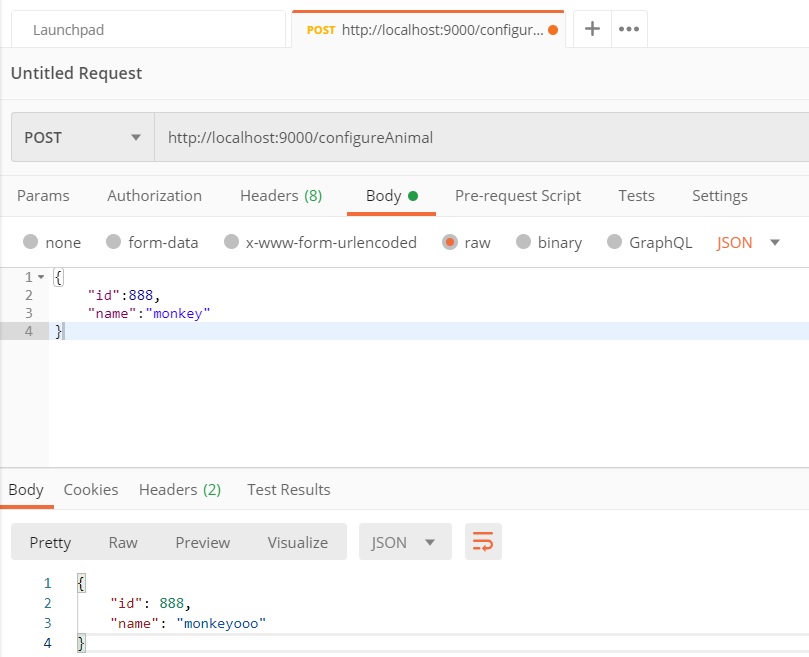 Launchpad
POST http://localhost:9000/configur...
Untitled Request
POST http://localhost:9000/configureAnimal
Params Authorization Headers (8) Body Pre-request Script Tests Settings
none form-data x-www-form-urlencoded raw binary GraphQL JSON
1 {
2 "id":888,
3 "name":"monkey"
4 }
Body Cookies Headers (2) Test Results
Pretty Raw Preview Visualize JSON
1 {
2 "id": 888,
3 "name": "monkeyooo"
4 }